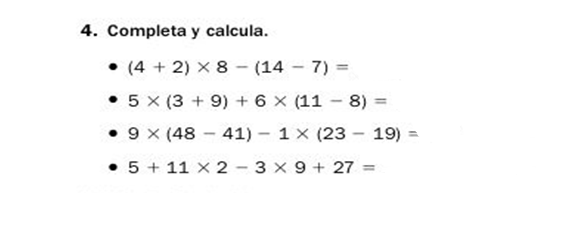 4. Completa y calcula.
• (4 + 2) × 8 − (14 − 7) =
• 5 × (3 + 9) + 6 × (11 − 8) =
• 9 × (48 − 41) − 1 × (23 − 19) =
• 5 + 11 × 2 − 3 × 9 + 27 =